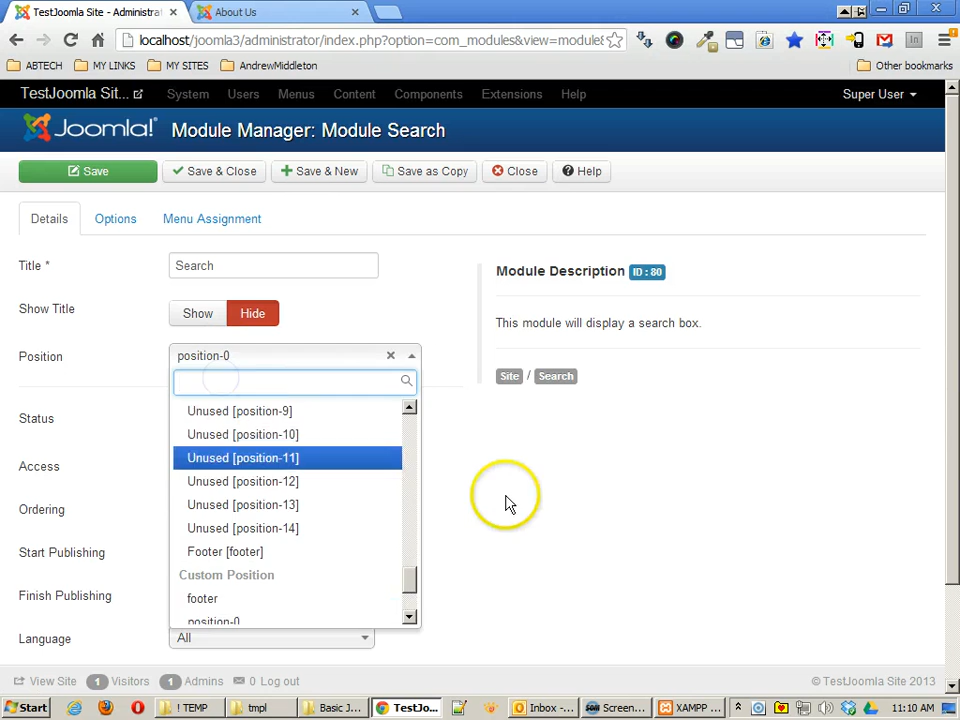 TestJoomla Site - Administra
About Us
localhost/joomla3/administrator/index.php?option=com_modules&view=module
ABTECH
MY LINKS
MY SITES
AndrewMiddleton
Other bookmarks
TestJoomla Sit...
System
Users
Menus
Content
Components
Extensions
Help
Super User
Joomla!
Module Manager: Module Search
Save
Save & Close
Save & New
Save as Copy
Close
Help
Details
Options
Menu Assignment
Title *
Search
Module Description ID : 80
Show Title
Show
Hide
This module will display a search box.
Position
position-0
Site / Search
Unused [position-9]
Status
Unused [position-10]
Unused [position-11]
Access
Unused [position-12]
Ordering
Unused [position-13]
Unused [position-14]
Start Publishing
Footer [footer]
Custom Position
Finish Publishing
footer
position-0
Language
All
View Site
1 Visitors
1 Admins
0 Log out
© TestJoomla Site 2013
Start
! TEMP
tmpl
Basic J...
TestJo...
Inbox -...
Screen...
XAMPP ...
11:10 AM